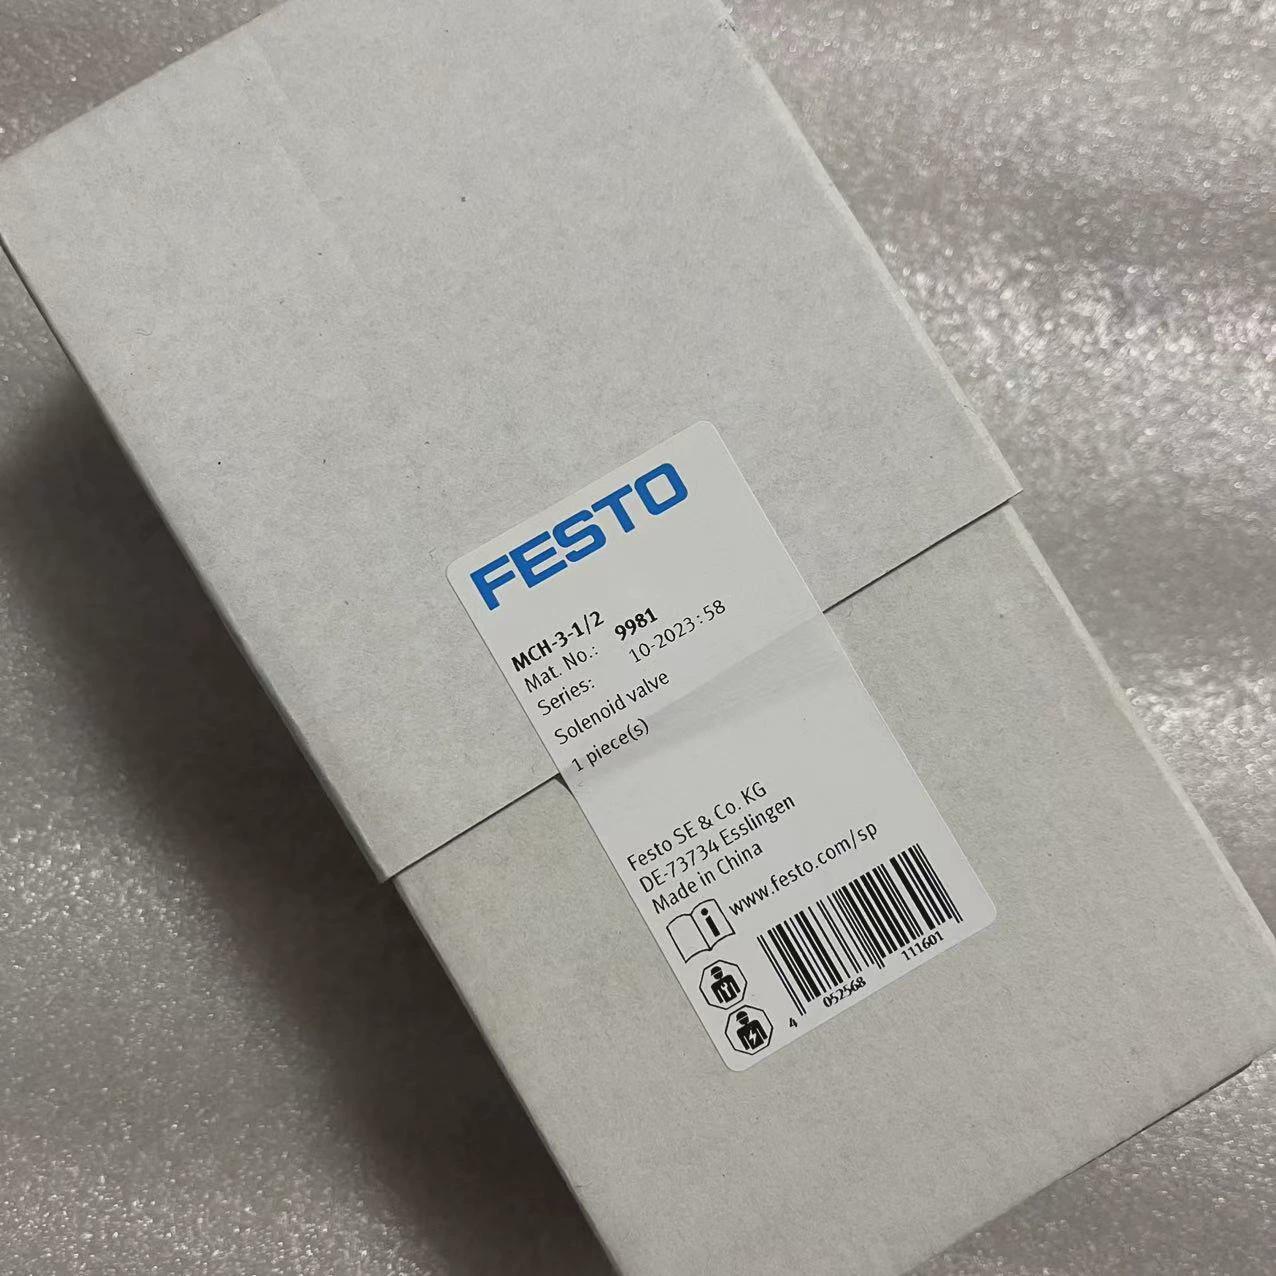 FESTO
MCH-3-1/2
Mat. No.: 9981
Series: 10-2023:58
Solenoid valve
1 piece(s)
Festo SE & Co. KG
DE-73734 Esslingen
Made in China
www.festo.com/sp
4 052568 111601